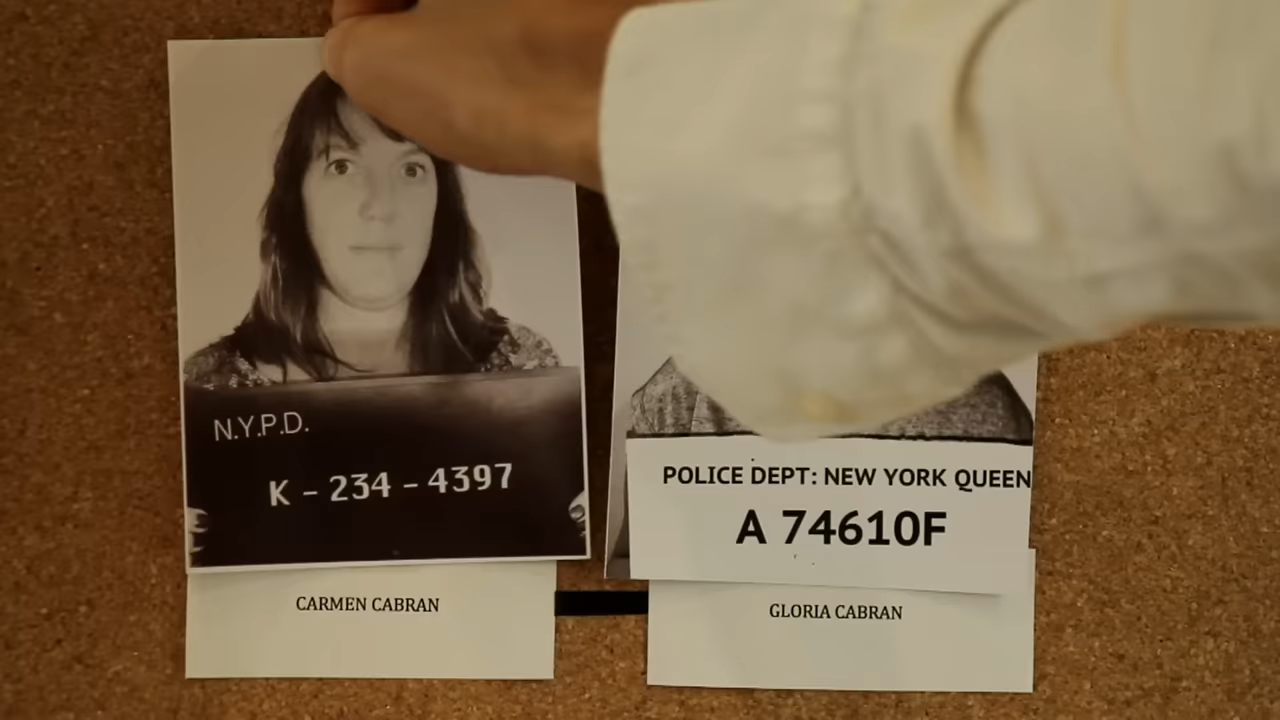 N.Y.P.D.
K - 234 - 4397
CARMEN CABRAN
POLICE DEPT: NEW YORK QUEEN
A 74610F
GLORIA CABRAN